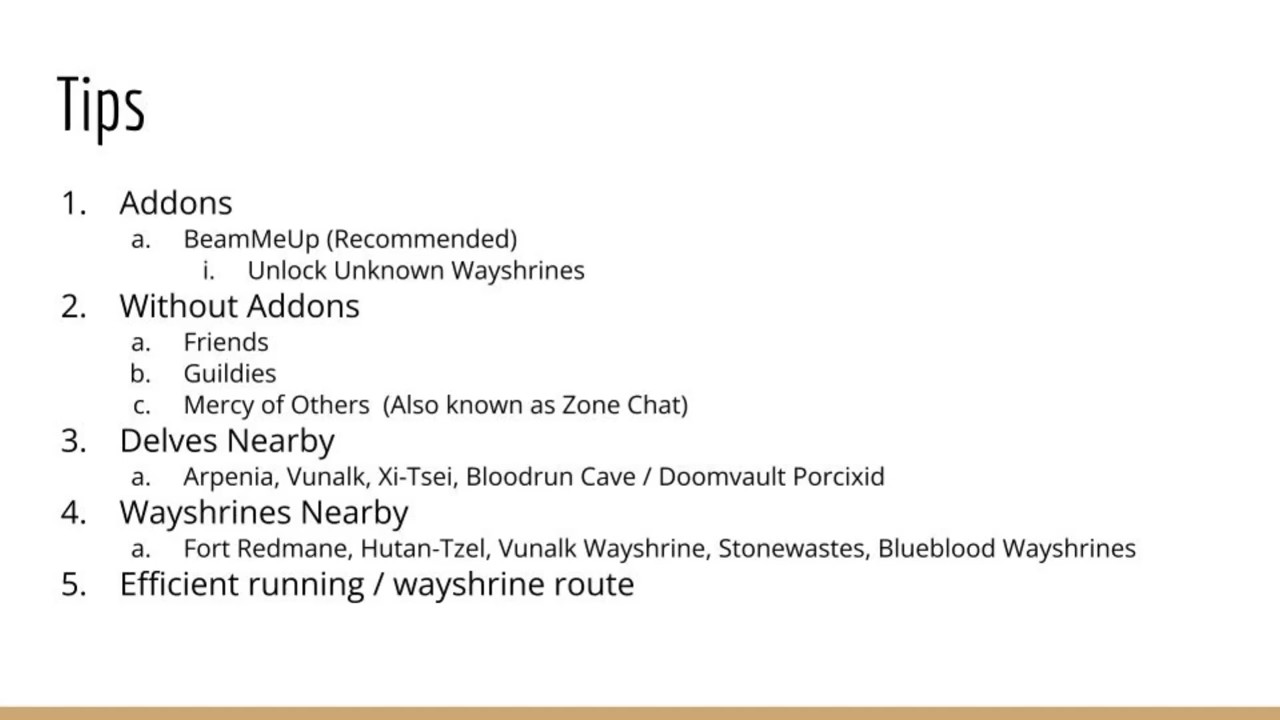 Tips
1. Addons
a. BeamMeUp (Recommended)
i. Unlock Unknown Wayshrines
2. Without Addons
a. Friends
b. Guildies
c. Mercy of Others  (Also known as Zone Chat)
3. Delves Nearby
a. Arpenia, Vunalk, Xi-Tsei, Bloodrun Cave / Doomvault Porcixid
4. Wayshrines Nearby
a. Fort Redmane, Hutan-Tzel, Vunalk Wayshrine, Stonewastes, Blueblood Wayshrines
5. Efficient running / wayshrine route